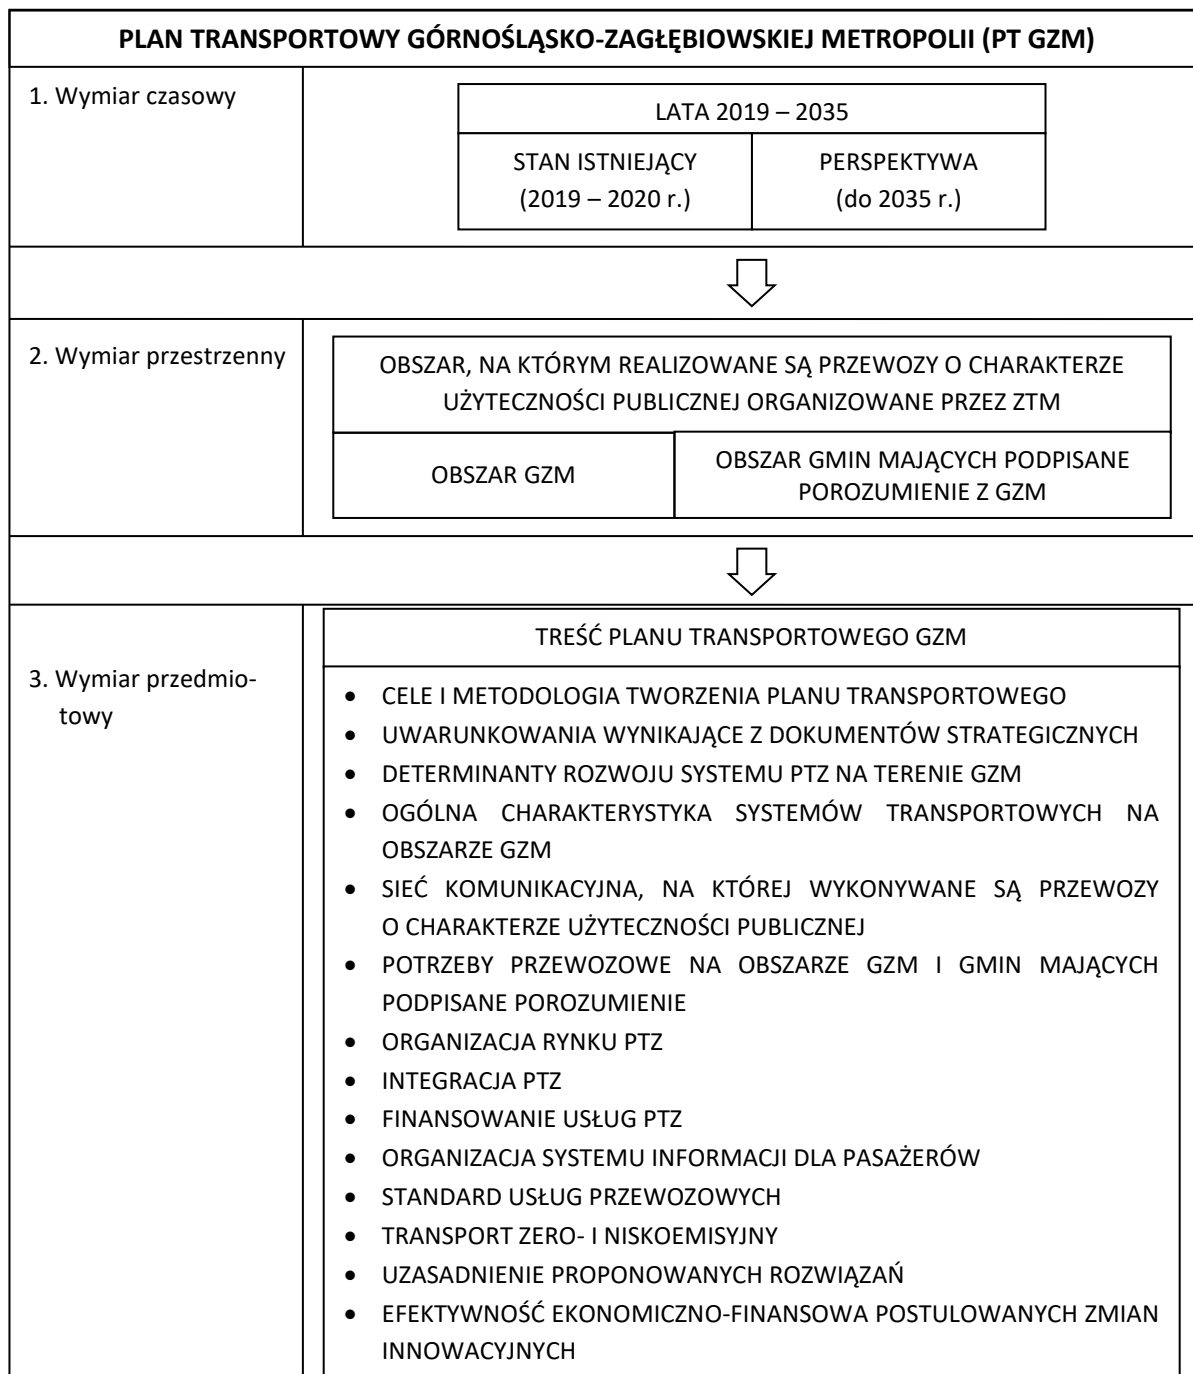 PLAN TRANSPORTOWY GÓRNOŚLĄSKO-ZAGŁĘBIOWSKIEJ METROPOLII (PT GZM)
1. Wymiar czasowy
LATA 2019 – 2035
STAN ISTNIEJĄCY
(2019 – 2020 r.)
PERSPEKTYWA
(do 2035 r.)
2. Wymiar przestrzenny
OBSZAR, NA KTÓRYM REALIZOWANE SĄ PRZEWOZY O CHARAKTERZE
UŻYTECZNOŚCI PUBLICZNEJ ORGANIZOWANE PRZEZ ZTM
OBSZAR GZM
OBSZAR GMIN MAJĄCYCH PODPISANE
POROZUMIENIE Z GZM
3. Wymiar przedmio-
towy
TREŚĆ PLANU TRANSPORTOWEGO GZM
• CELE I METODOLOGIA TWORZENIA PLANU TRANSPORTOWEGO
• UWARUNKOWANIA WYNIKAJĄCE Z DOKUMENTÓW STRATEGICZNYCH
• DETERMINANTY ROZWOJU SYSTEMU PTZ NA TERENIE GZM
• OGÓLNA CHARAKTERYSTYKA SYSTEMÓW TRANSPORTOWYCH NA
OBSZARZE GZM
• SIEĆ KOMUNIKACYJNA, NA KTÓREJ WYKONYWANE SĄ PRZEWOZY
O CHARAKTERZE UŻYTECZNOŚCI PUBLICZNEJ
• POTRZEBY PRZEWOZOWE NA OBSZARZE GZM I GMIN MAJĄCYCH
PODPISANE POROZUMIENIE
• ORGANIZACJA RYNKU PTZ
• INTEGRACJA PTZ
• FINANSOWANIE USŁUG PTZ
• ORGANIZACJA SYSTEMU INFORMACJI DLA PASAŻERÓW
• STANDARD USŁUG PRZEWOZOWYCH
• TRANSPORT ZERO- I NISKOEMISYJNY
• UZASADNIENIE PROPONOWANYCH ROZWIĄZAŃ
• EFEKTYWNOŚĆ EKONOMICZNO-FINANSOWA POSTULOWANYCH ZMIAN
INNOWACYJNYCH